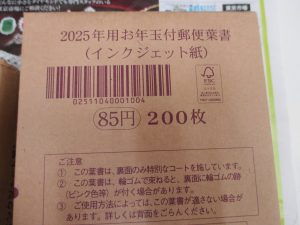 2025年用お年玉付郵便葉書
(インクジェット紙)
02511040001004
FSC
85円 200枚
ご注意
① この葉書は、裏面のみ特別なコートを施しています。
② この葉書は、輪ゴムで束ねると、裏面に輪ゴムの跡
(ピンク色等)が付く場合があります。
③ ご使用方法によっては、この葉書が適さない場合が
あります。詳しくは背面をごらんください。